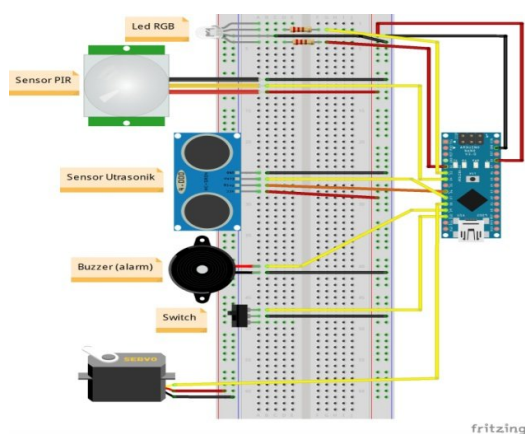 Led RGB
Sensor PIR
Sensor Utrasonik
Buzzer (alarm)
Switch
SERVO
fritzing